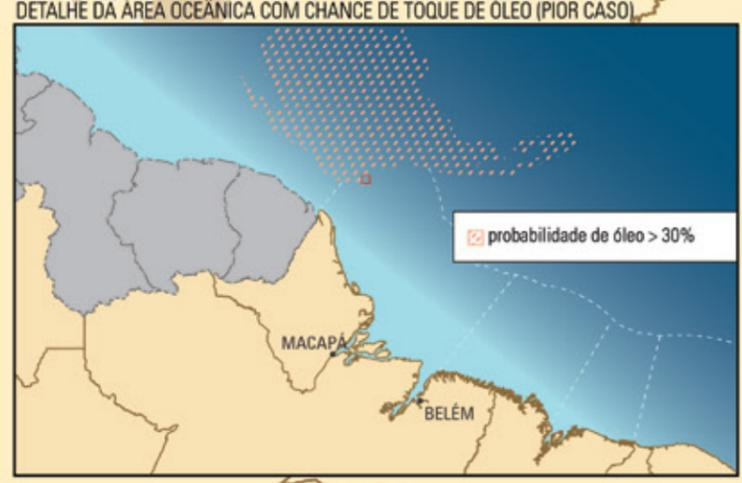 DETALHE DA ÁREA OCEÂNICA COM CHANCE DE TOQUE DE ÓLEO (PIOR CASO)
probabilidade de óleo > 30%
MACAPÁ
BELÉM